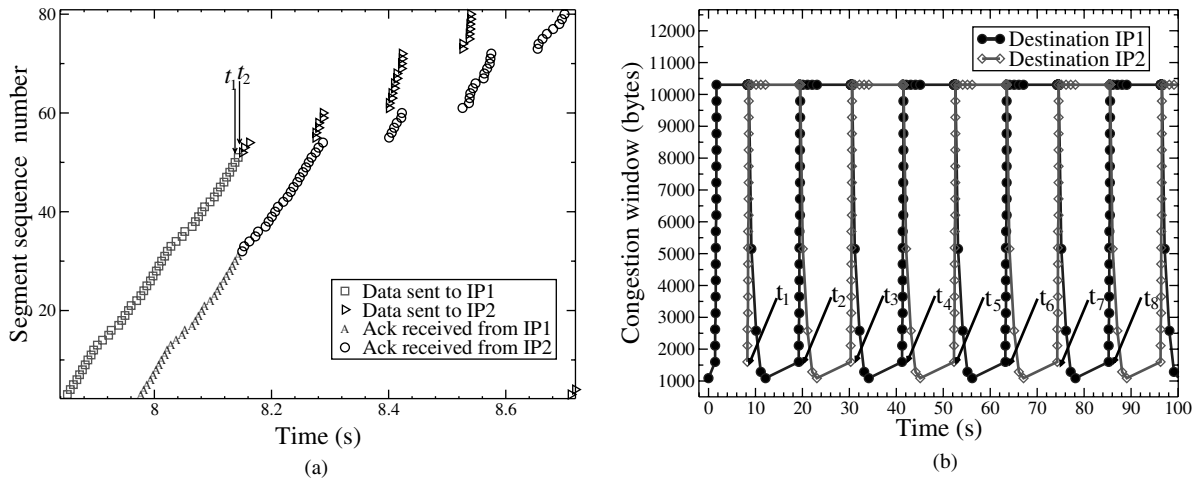 80
60
40
20
Segment sequence number
t1
t2
Data sent to IP1
Data sent to IP2
Ack received from IP1
Ack received from IP2
8 8.2 8.4 8.6
Time (s)
(a)
12000
11000
10000
9000
8000
7000
6000
5000
4000
3000
2000
1000
Congestion window (bytes)
Destination IP1
Destination IP2
t1 t2 t3 t4 t5 t6 t7 t8
0 10 20 30 40 50 60 70 80 90 100
Time (s)
(b)